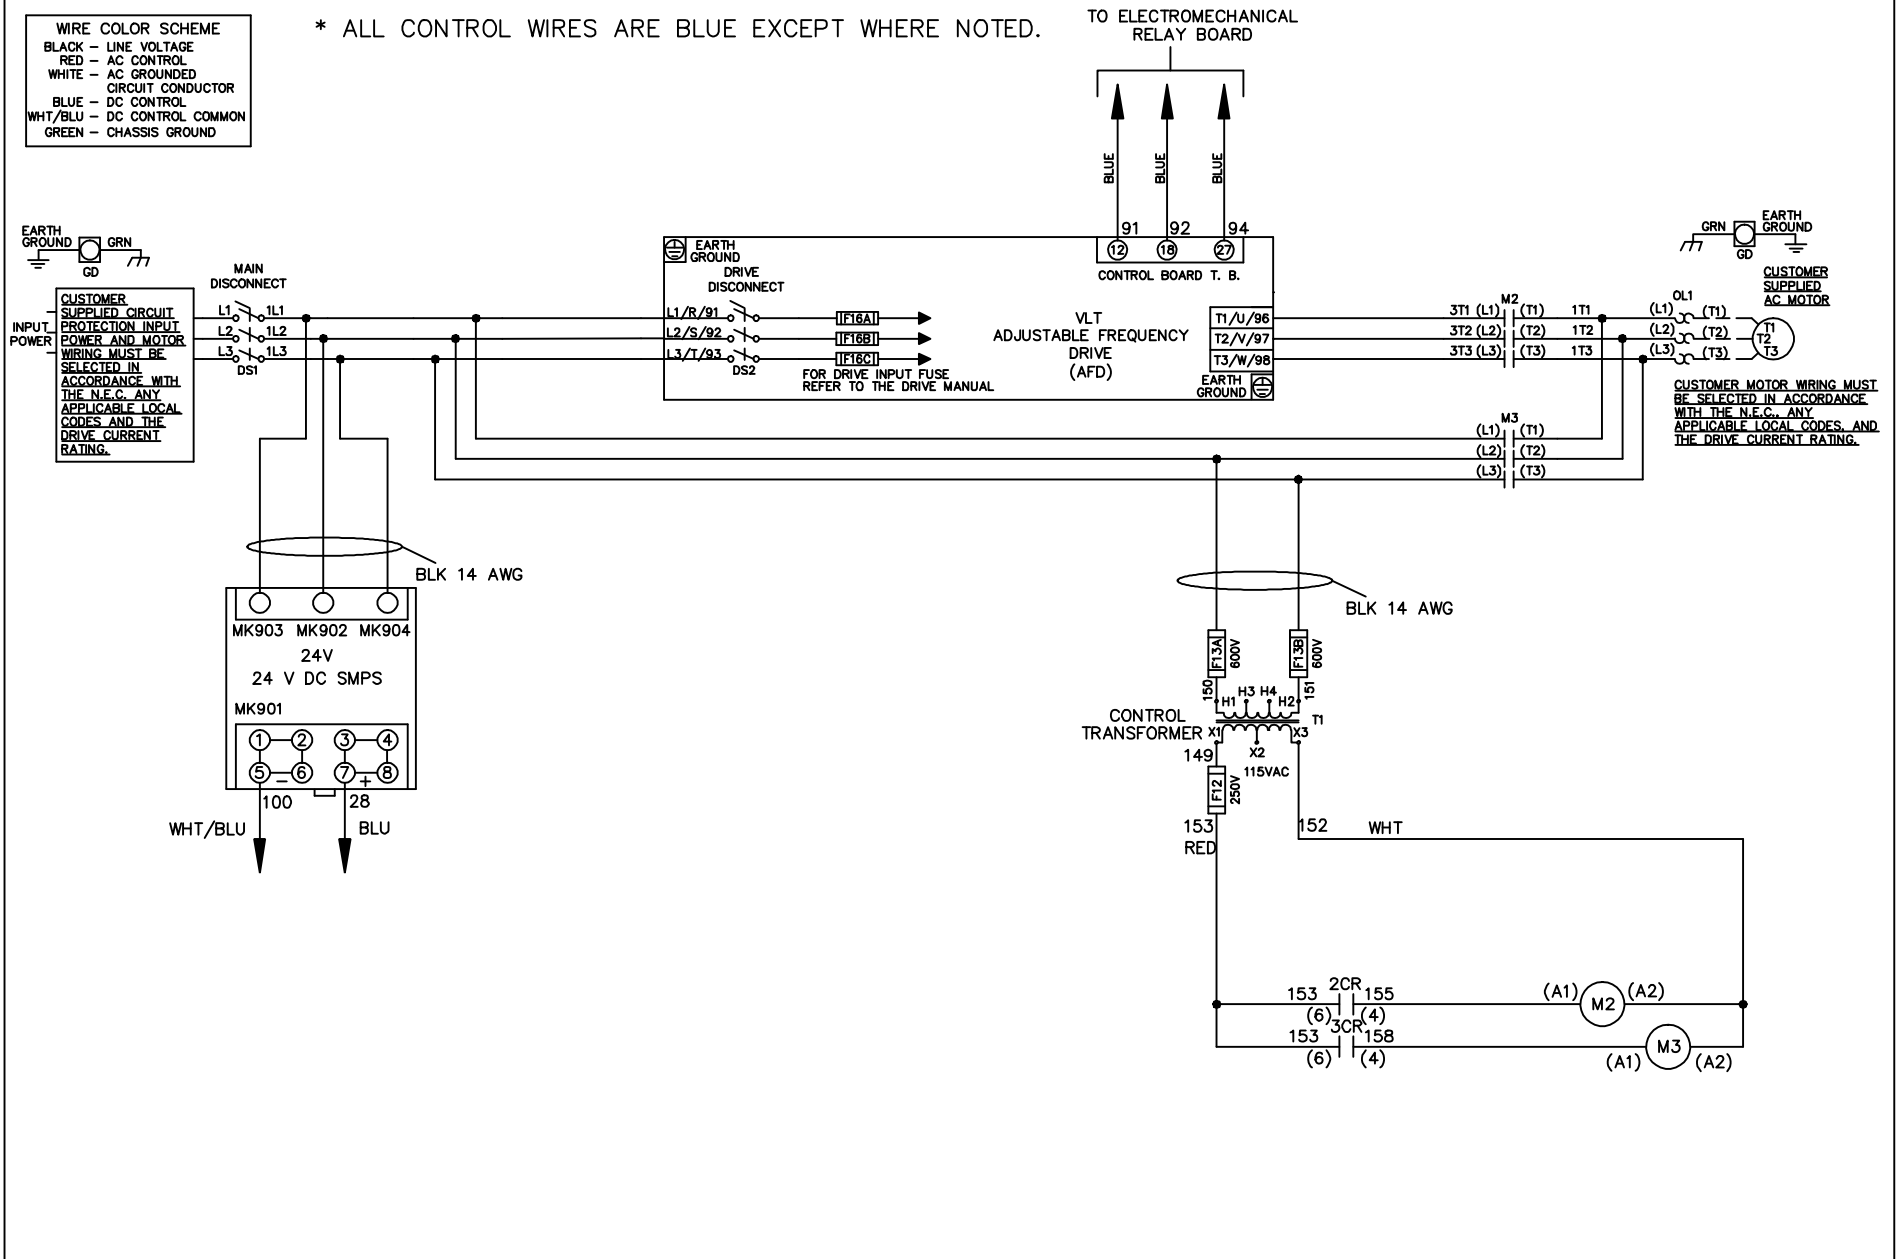 WIRE COLOR SCHEME
BLACK – LINE VOLTAGE
RED – AC CONTROL
WHITE – AC GROUNDED
CIRCUIT CONDUCTOR
BLUE – DC CONTROL
WHT/BLU – DC CONTROL COMMON
GREEN – CHASSIS GROUND
* ALL CONTROL WIRES ARE BLUE EXCEPT WHERE NOTED.
TO ELECTROMECHANICAL
RELAY BOARD
BLUE
BLUE
BLUE
91 92 94
12 18 27
CONTROL BOARD T. B.
EARTH
GROUND
GRN
GD
INPUT
POWER
CUSTOMER
SUPPLIED CIRCUIT
PROTECTION INPUT
POWER AND MOTOR
WIRING MUST BE
SELECTED IN
ACCORDANCE WITH
THE N.E.C. ANY
APPLICABLE LOCAL
CODES AND THE
DRIVE CURRENT
RATING.
MAIN
DISCONNECT
L1 1L1
L2 1L2
L3 1L3
DS1
EARTH
GROUND
DRIVE
DISCONNECT
L1/R/91
L2/S/92
L3/T/93
DS2
F16A
F16B
F16C
FOR DRIVE INPUT FUSE
REFER TO THE DRIVE MANUAL
VLT
ADJUSTABLE FREQUENCY
DRIVE
(AFD)
T1/U/96
T2/V/97
T3/W/98
EARTH
GROUND
M2
3T1 (L1) (T1) 1T1
3T2 (L2) (T2) 1T2
3T3 (L3) (T3) 1T3
M3
(L1) (T1)
(L2) (T2)
(L3) (T3)
OL1
(L1) (T1)
(L2) (T2)
(L3) (T3)
T1
T2
T3
GRN
GD
EARTH
GROUND
CUSTOMER
SUPPLIED
AC MOTOR
CUSTOMER MOTOR WIRING MUST
BE SELECTED IN ACCORDANCE
WITH THE N.E.C., ANY
APPLICABLE LOCAL CODES, AND
THE DRIVE CURRENT RATING.
BLK 14 AWG
MK903 MK902 MK904
24V
24 V DC SMPS
MK901
1 2 3 4
5 – 6 7 + 8
100 28
WHT/BLU BLU
BLK 14 AWG
F13A
600V
F13B
600V
150
151
H1 H3 H4 H2
T1
CONTROL
TRANSFORMER
X1 X2 X3
149
115VAC
F12
250V
153
RED
152 WHT
2CR
153 155
(6) (4)
(A1) M2 (A2)
3CR
153 158
(6) (4)
(A1) M3 (A2)